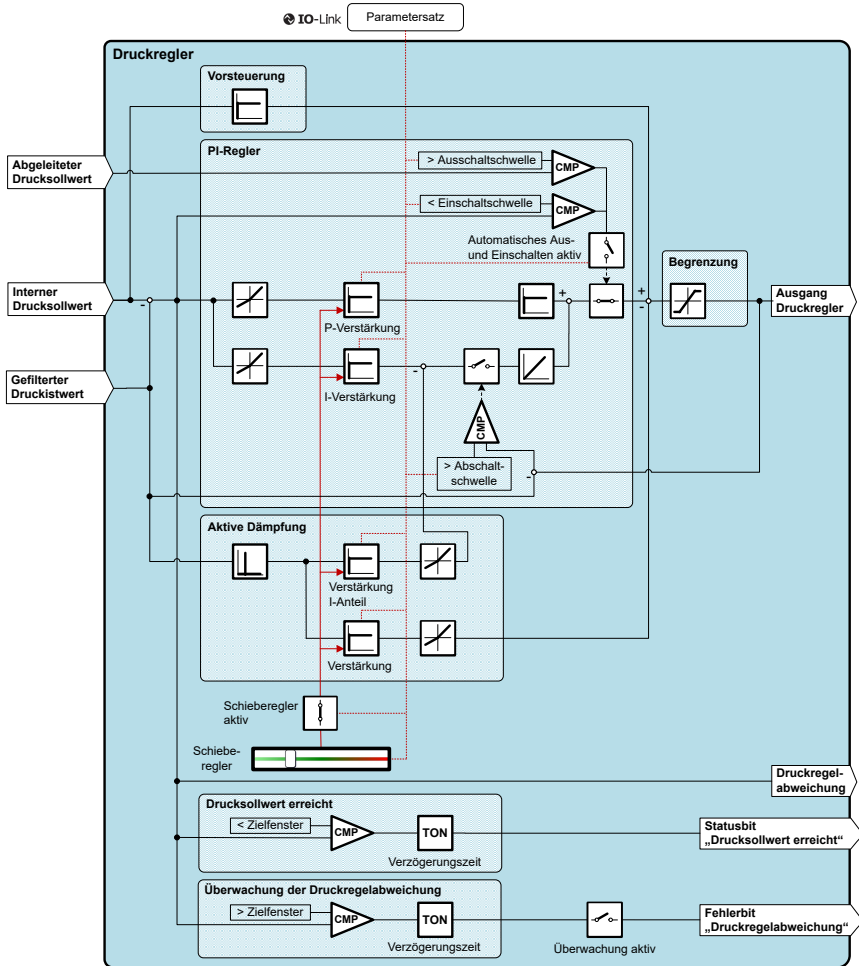 IO-Link
Parametersatz
Druckregler
Vorsteuerung
PI-Regler
Abgeleiteter
Drucksollwert
> Ausschaltschwelle
CMP
< Einschaltschwelle
CMP
Automatisches Aus-
und Einschalten aktiv
Begrenzung
Interner
Drucksollwert
-
+
+
-
Ausgang
Druckregler
P-Verstärkung
Gefilterter
Druckistwert
-
I-Verstärkung
CMP
> Abschalt-
schwelle
-
Aktive Dämpfung
Verstärkung
I-Anteil
Verstärkung
Schieberegler
aktiv
Schiebe-
regler
Druckregel-
abweichung
Drucksollwert erreicht
< Zielfenster
CMP
TON
Verzögerungszeit
Statusbit
„Drucksollwert erreicht“
Überwachung der Druckregelabweichung
> Zielfenster
CMP
TON
Verzögerungszeit
Überwachung aktiv
Fehlerbit
„Druckregelabweichung“